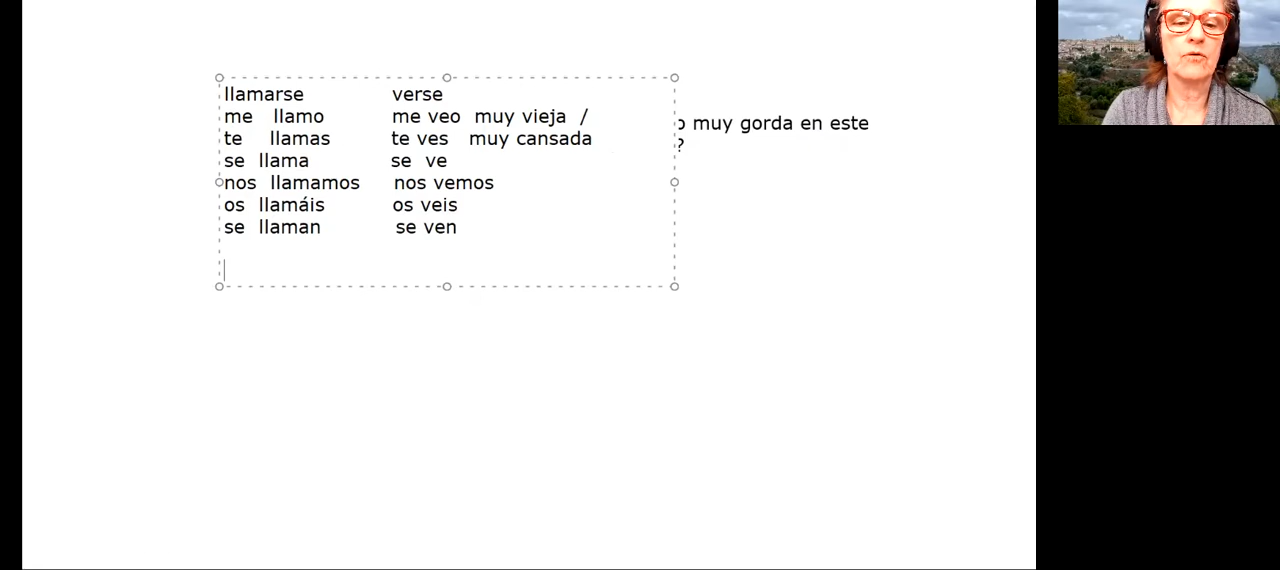 llamarse verse
me llamo me veo muy vieja /
te llamas te ves muy cansada
se llama se ve
nos llamamos nos vemos
os llamáis os veis
se llaman se ven
o muy gorda en este
?